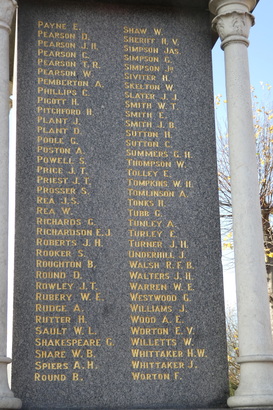 PAYNE E.
PEARSON D.
PEARSON J. H.
PEARSON E.
PEARSON T. R.
PEARSON W.
PEMBERTON A.
PHILLIPS E.
PIGOTT H.
PITCHFORD H.
PLANT J.
PLANT D.
POOLE G.
POSTON A.
POWELL S.
PRICE J. T.
PRIEST J. T.
PROSSER S.
REA J. S.
REA W.
RICHARDS G.
RICHARDSON E. J.
ROBERTS J. H.
ROOKER S.
ROUGHTON B.
ROUND D.
ROWLEY J. T.
RUBERY W. E.
RUDGE A.
RUTTER H.
SAULT W. L.
SHAKESPEARE G.
SHARE W. B.
SPIERS A. H.
ROUND B.
SHAW W.
SHERIFF H. V.
SIMPSON JAS.
SIMPSON G.
SIMPSON JN.
SIVITER H.
SKELTON W.
SLATER J. J.
SMITH W. T.
SMITH E.
SMITH J. H.
SUTTON H.
SUTTON C.
SUMMERS G. H.
THOMPSON W.
TOLLEY E.
TOMPKINS W. H.
TOMLINSON A.
TONKS H.
TUBB G.
TUNLEY A.
TURLEY E.
TURNER J. H.
UNDERHILL J.
WALSH R. F. B.
WALTERS J. H.
WARREN W. E.
WESTWOOD G.
WILLIAMS J.
WOOD A. E.
WORTON E. V.
WILLETTS W.
WHITTAKER H. W.
WHITTAKER J.
WORTON F.